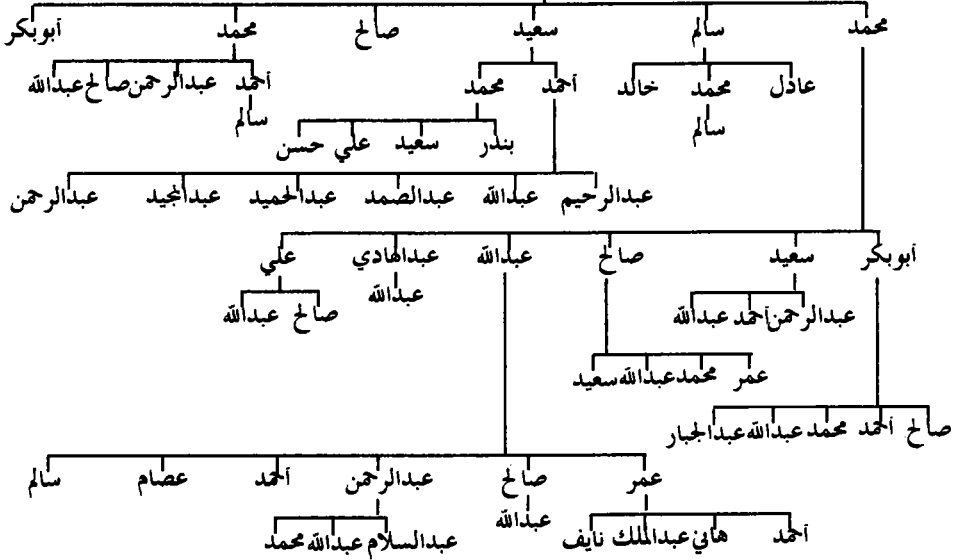 محمد سالم سعيد صالح محمد أبوبكر
عادل محمد خالد أحمد محمد أحمد عبدالرحمن صالح عبدالله
سالم سالم
بندر سعيد علي حسن
عبدالرحيم عبدالله عبدالصمد عبدالحميد عبدالمجيد عبدالرحمن
أبوبكر سعيد صالح عبدالله عبدالهادي علي
عبدالله
عبدالرحمن أحمد عبدالله صالح عبدالله
عمر محمد عبدالله سعيد
صالح أحمد محمد عبدالله عبدالجبار
عمر صالح عبدالرحمن أحمد عصام سالم
عبدالله
أحمد هاني عبدالملك نايف عبدالسلام عبدالله محمد